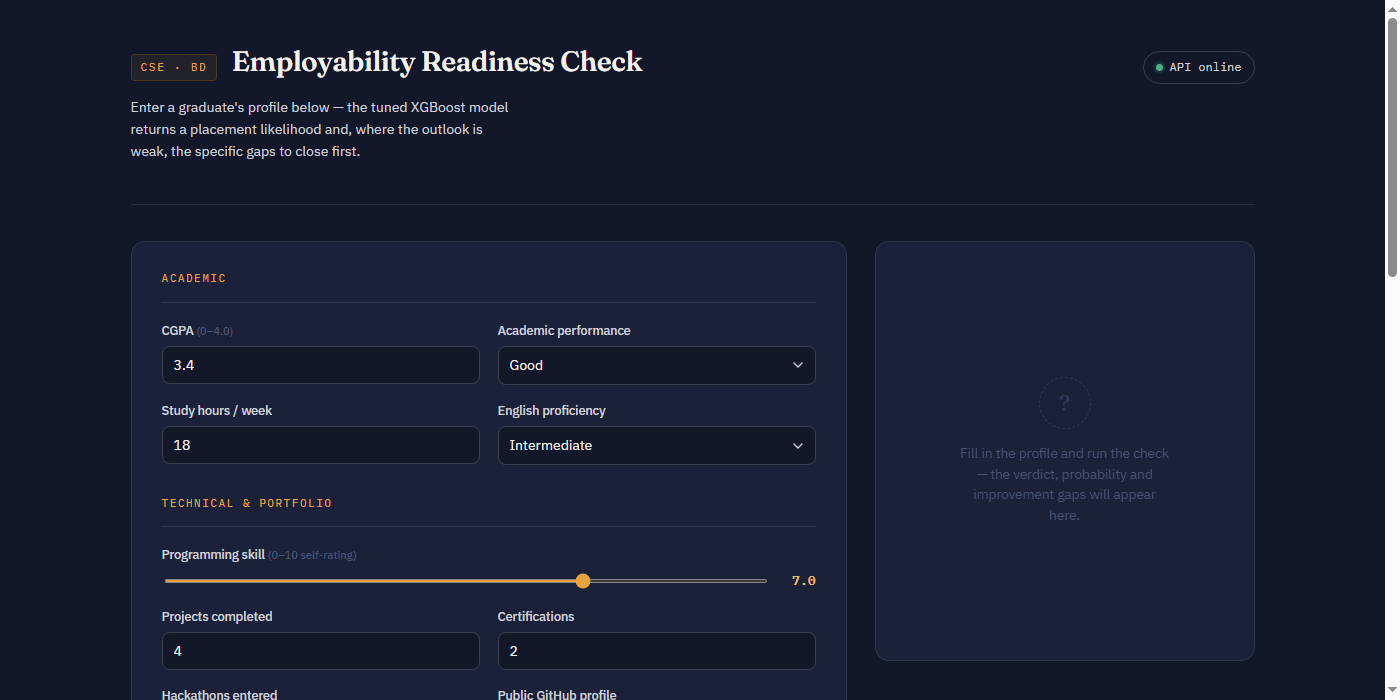 CSE · BD
Employability Readiness Check
API online
Enter a graduate's profile below — the tuned XGBoost model
returns a placement likelihood and, where the outlook is
weak, the specific gaps to close first.
ACADEMIC
CGPA (0–4.0)
Academic performance
3.4
Good
Study hours / week
English proficiency
18
Intermediate
TECHNICAL & PORTFOLIO
Programming skill (0–10 self-rating)
7.0
Projects completed
Certifications
4
2
Hackathons entered
Public GitHub profile
?
Fill in the profile and run the check
— the verdict, probability and
improvement gaps will appear
here.